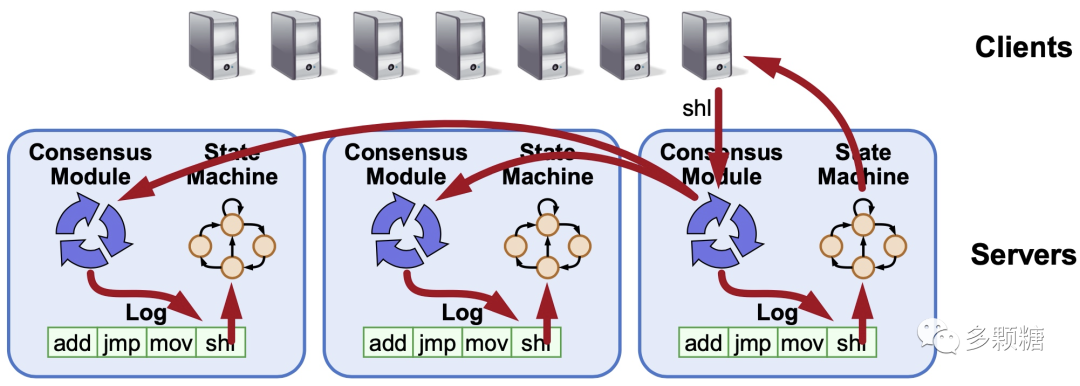 Clients
shl
Consensus Module
State Machine
Log
add jmp mov shl
Consensus Module
State Machine
Log
add jmp mov shl
Consensus Module
State Machine
Log
add jmp mov shl
Servers
多颗糖